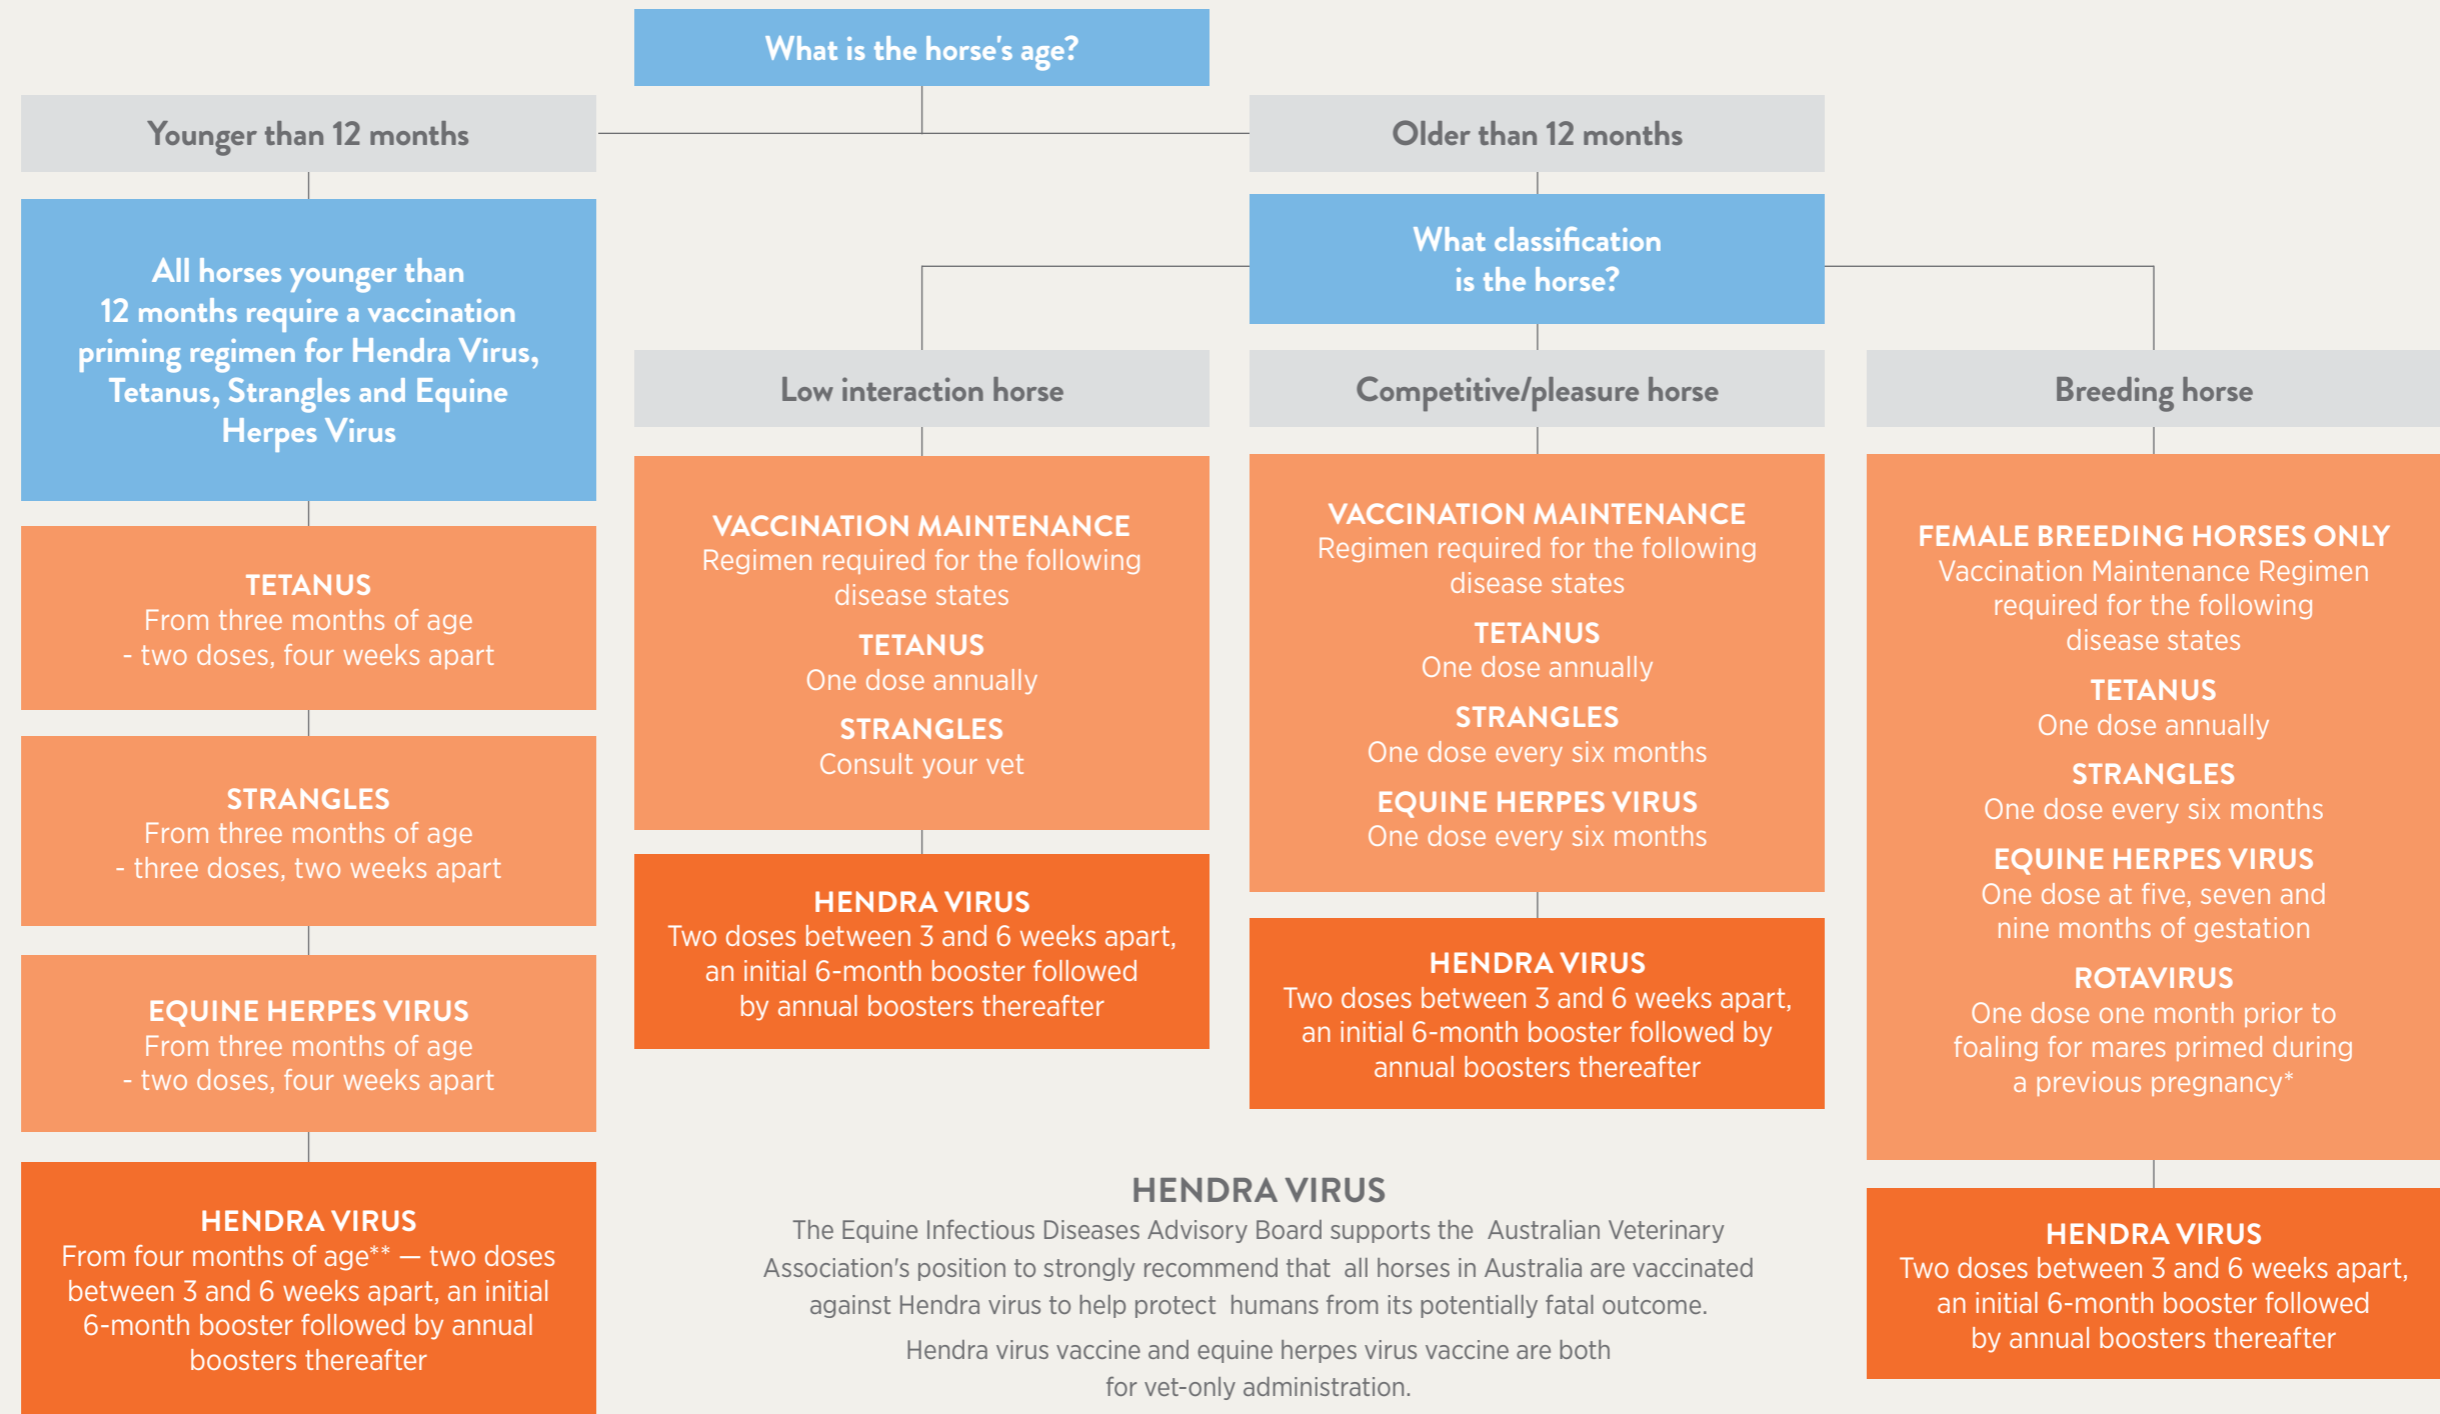 What is the horse's age?
Younger than 12 months
Older than 12 months
All horses younger than
12 months require a vaccination
priming regimen for Hendra Virus,
Tetanus, Strangles and Equine
Herpes Virus
TETANUS
From three months of age
- two doses, four weeks apart
STRANGLES
From three months of age
- three doses, two weeks apart
EQUINE HERPES VIRUS
From three months of age
- two doses, four weeks apart
HENDRA VIRUS
From four months of age** — two doses
between 3 and 6 weeks apart, an initial
6-month booster followed by annual
boosters thereafter
What classification
is the horse?
Low interaction horse
VACCINATION MAINTENANCE
Regimen required for the following
disease states
TETANUS
One dose annually
STRANGLES
Consult your vet
HENDRA VIRUS
Two doses between 3 and 6 weeks apart,
an initial 6-month booster followed
by annual boosters thereafter
Competitive/pleasure horse
VACCINATION MAINTENANCE
Regimen required for the following
disease states
TETANUS
One dose annually
STRANGLES
One dose every six months
EQUINE HERPES VIRUS
One dose every six months
HENDRA VIRUS
Two doses between 3 and 6 weeks apart,
an initial 6-month booster followed by
annual boosters thereafter
Breeding horse
FEMALE BREEDING HORSES ONLY
Vaccination Maintenance Regimen
required for the following
disease states
TETANUS
One dose annually
STRANGLES
One dose every six months
EQUINE HERPES VIRUS
One dose at five, seven and
nine months of gestation
ROTAVIRUS
One dose one month prior to
foaling for mares primed during
a previous pregnancy*
HENDRA VIRUS
Two doses between 3 and 6 weeks apart,
an initial 6-month booster followed
by annual boosters thereafter
HENDRA VIRUS
The Equine Infectious Diseases Advisory Board supports the Australian Veterinary
Association's position to strongly recommend that all horses in Australia are vaccinated
against Hendra virus to help protect humans from its potentially fatal outcome.
Hendra virus vaccine and equine herpes virus vaccine are both
for vet-only administration.